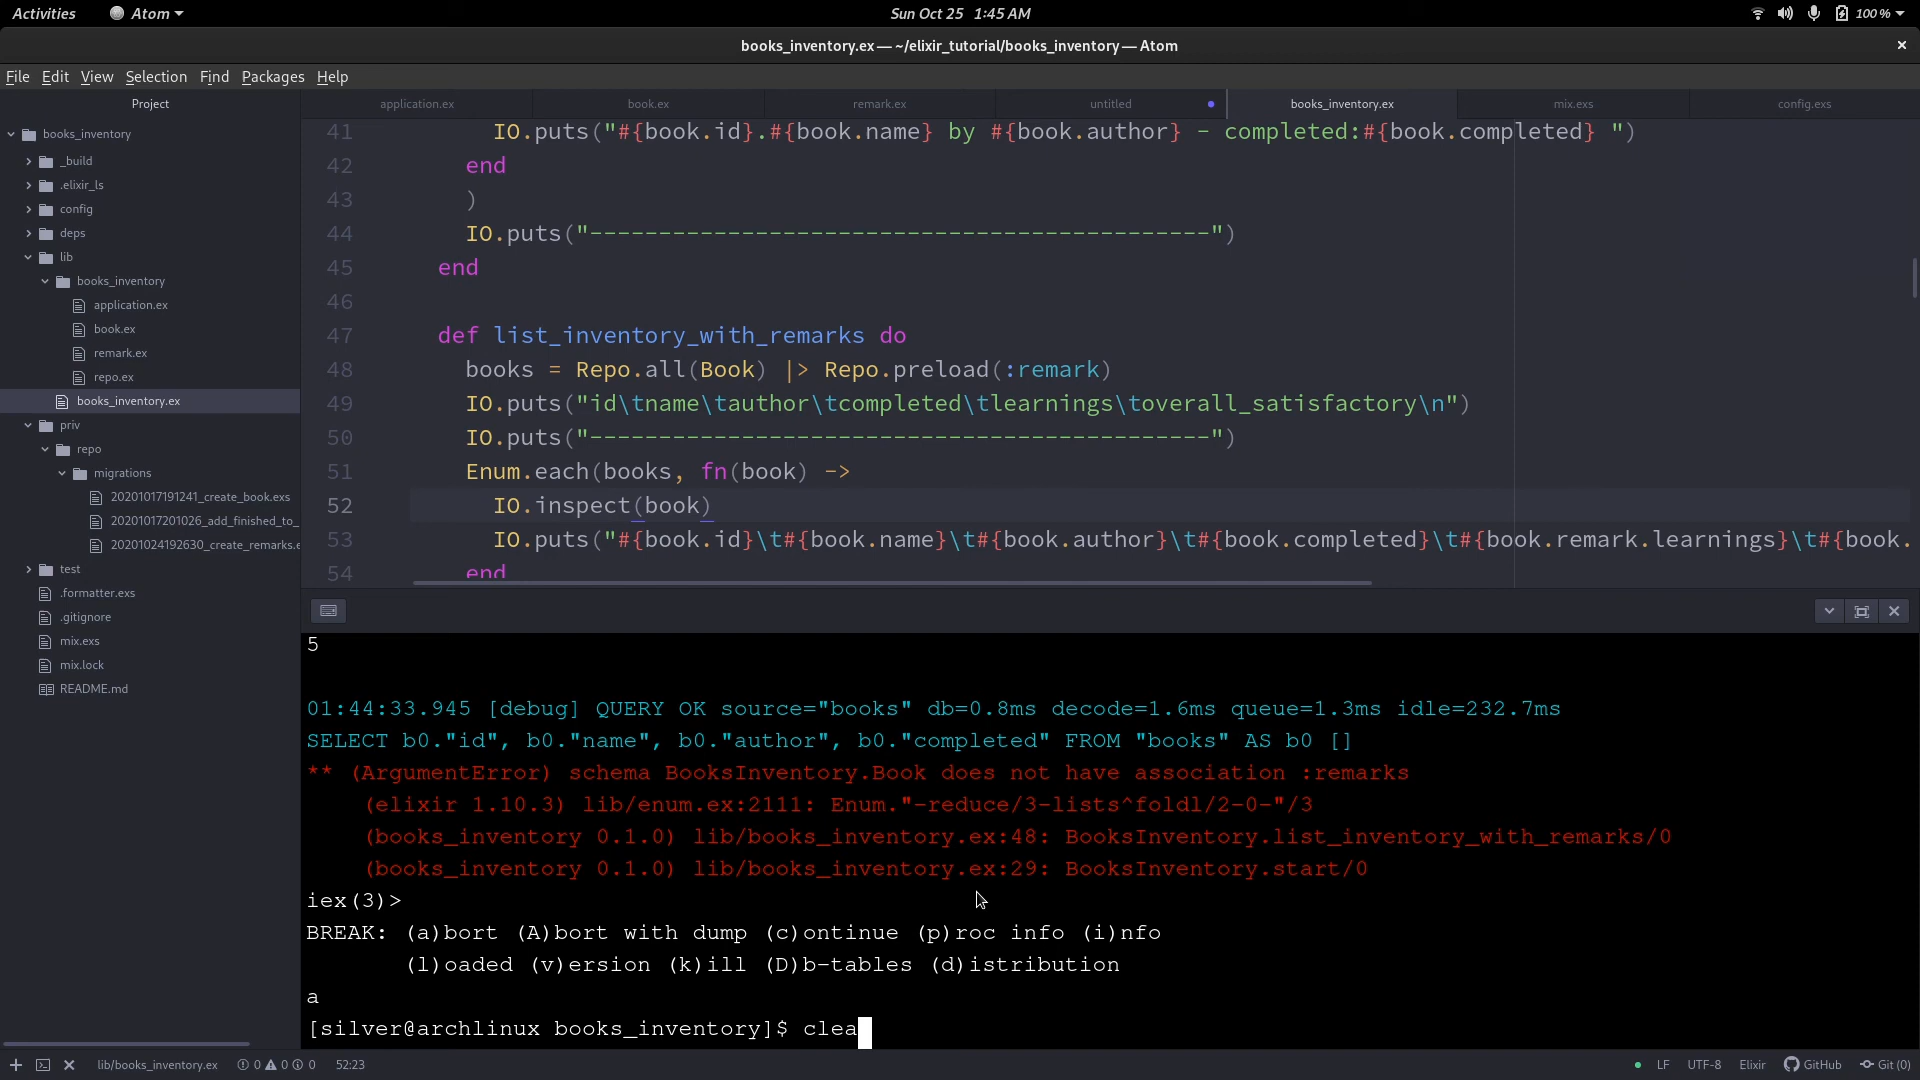 Activities Atom Sun Oct 25 1:45 AM 100 %
books_inventory.ex — ~/elixir_tutorial/books_inventory — Atom
File Edit View Selection Find Packages Help
Project
books_inventory
_build
.elixir_ls
config
deps
lib
books_inventory
application.ex
book.ex
remark.ex
repo.ex
books_inventory.ex
priv
repo
migrations
20201017191241_create_book.exs
20201017201026_add_finished_to_
20201024192630_create_remarks.e
test
.formatter.exs
.gitignore
mix.exs
mix.lock
README.md
application.ex book.ex remark.ex untitled books_inventory.ex mix.exs config.exs
41 IO.puts("#{book.id}.#{book.name} by #{book.author} - completed:#{book.completed} ")
42 end
43 )
44 IO.puts("---------------------------------------------")
45 end
46
47 def list_inventory_with_remarks do
48 books = Repo.all(Book) |> Repo.preload(:remark)
49 IO.puts("id\tname\tauthor\tcompleted\tlearnings\toverall_satisfactory\n")
50 IO.puts("---------------------------------------------")
51 Enum.each(books, fn(book) ->
52 IO.inspect(book)
53 IO.puts("#{book.id}\t#{book.name}\t#{book.author}\t#{book.completed}\t#{book.remark.learnings}\t#{book.
54 end
5
01:44:33.945 [debug] QUERY OK source="books" db=0.8ms decode=1.6ms queue=1.3ms idle=232.7ms
SELECT b0."id", b0."name", b0."author", b0."completed" FROM "books" AS b0 []
** (ArgumentError) schema BooksInventory.Book does not have association :remarks
(elixir 1.10.3) lib/enum.ex:2111: Enum."-reduce/3-lists^foldl/2-0-"/3
(books_inventory 0.1.0) lib/books_inventory.ex:48: BooksInventory.list_inventory_with_remarks/0
(books_inventory 0.1.0) lib/books_inventory.ex:29: BooksInventory.start/0
iex(3)>
BREAK: (a)bort (A)bort with dump (c)ontinue (p)roc info (i)nfo
(l)oaded (v)ersion (k)ill (D)b-tables (d)istribution
a
[silver@archlinux books_inventory]$ clea
lib/books_inventory.ex 0 0 0 52:23 LF UTF-8 Elixir GitHub Git (0)